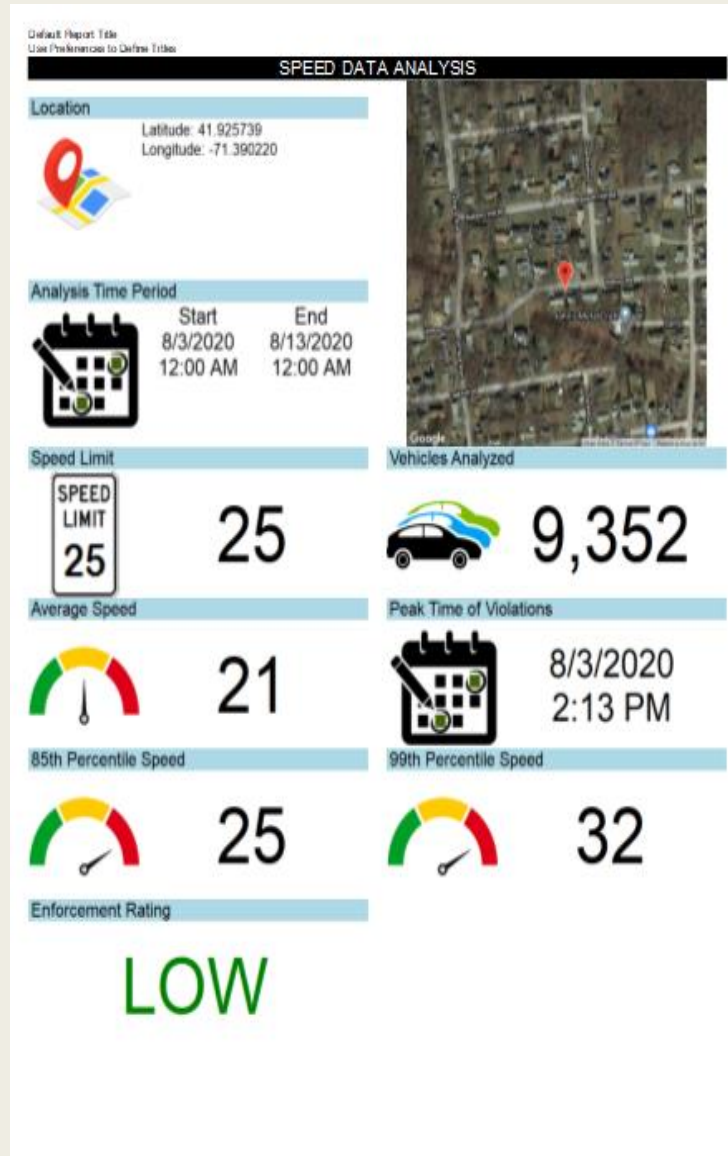 Default Report Title
Use Preferences to Define Titles
SPEED DATA ANALYSIS
Location
Latitude: 41.925739
Longitude: -71.390220
Analysis Time Period
Start End
8/3/2020 8/13/2020
12:00 AM 12:00 AM
Google
Speed Limit
Vehicles Analyzed
SPEED
LIMIT
25
25
9,352
Average Speed
Peak Time of Violations
21
8/3/2020
2:13 PM
85th Percentile Speed
99th Percentile Speed
25
32
Enforcement Rating
LOW